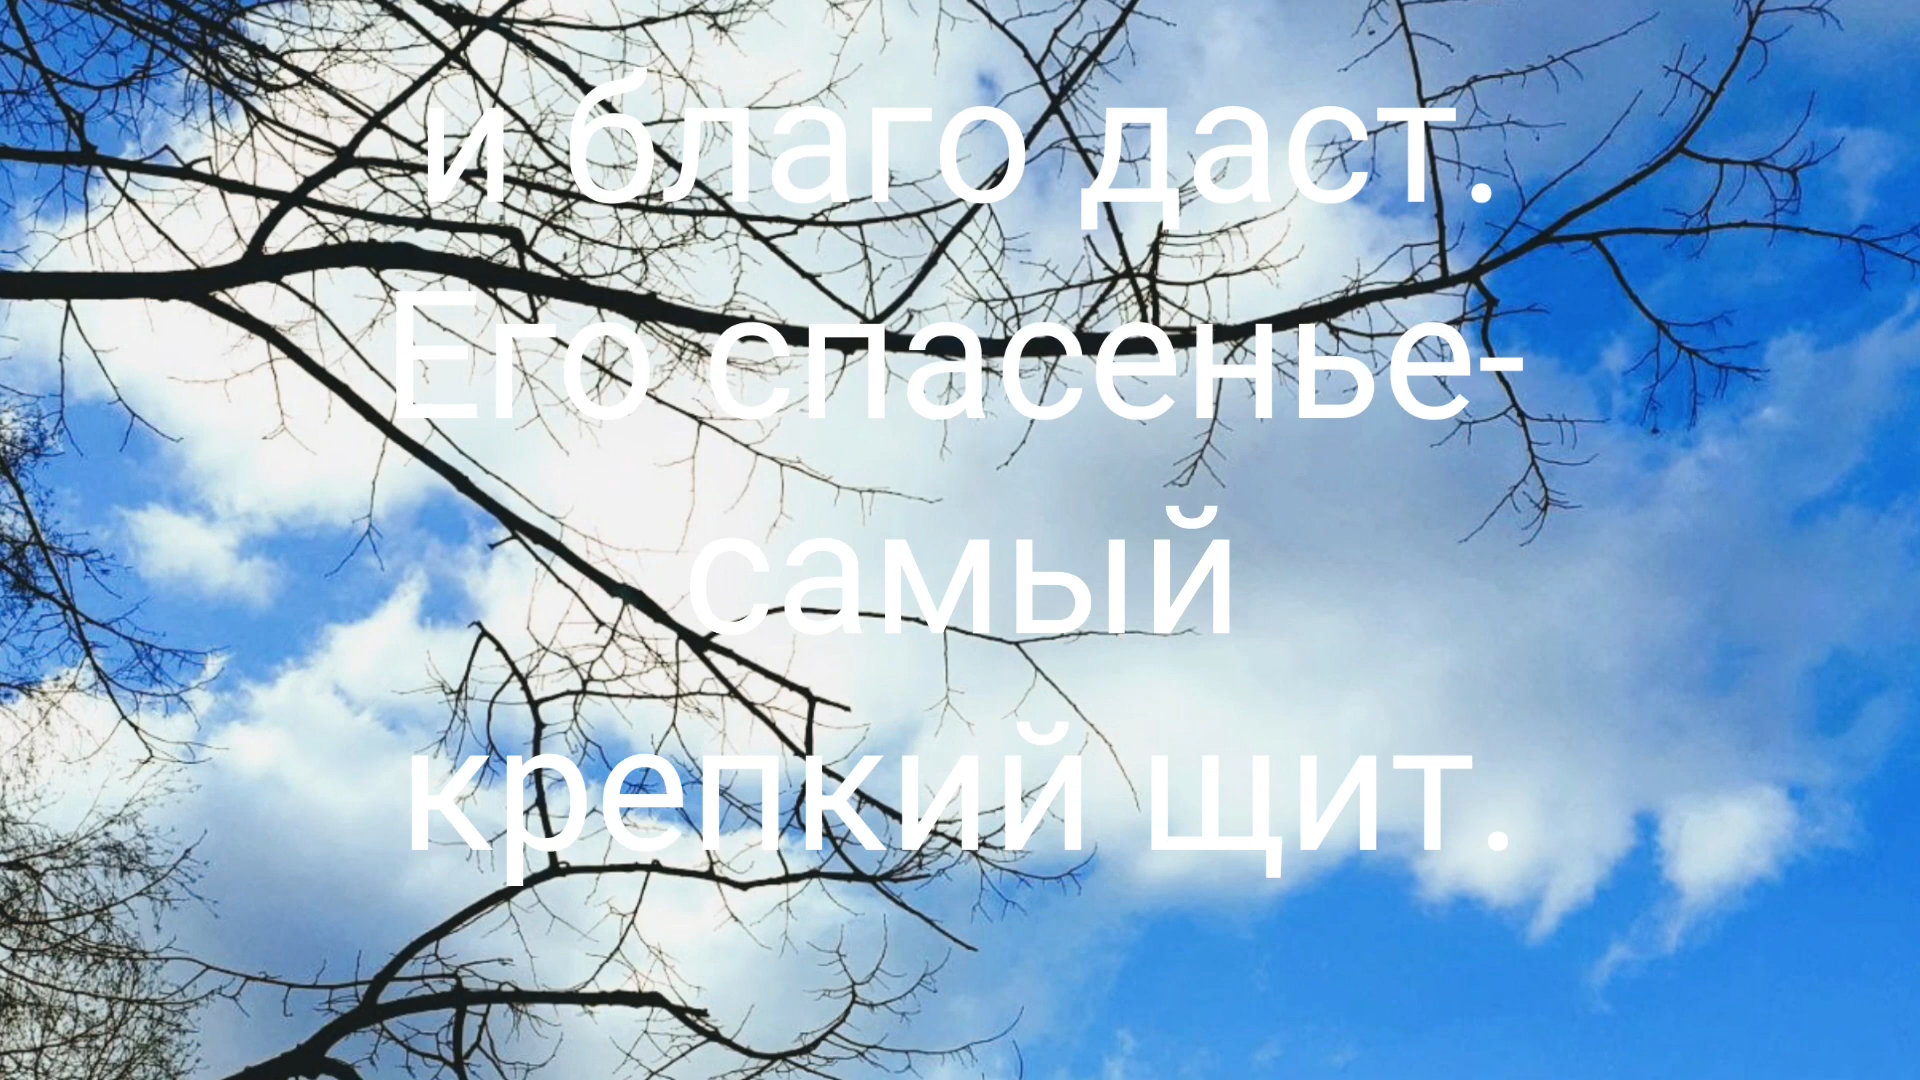 и благо даст.
Его спасенье-
самый
крепкий щит.